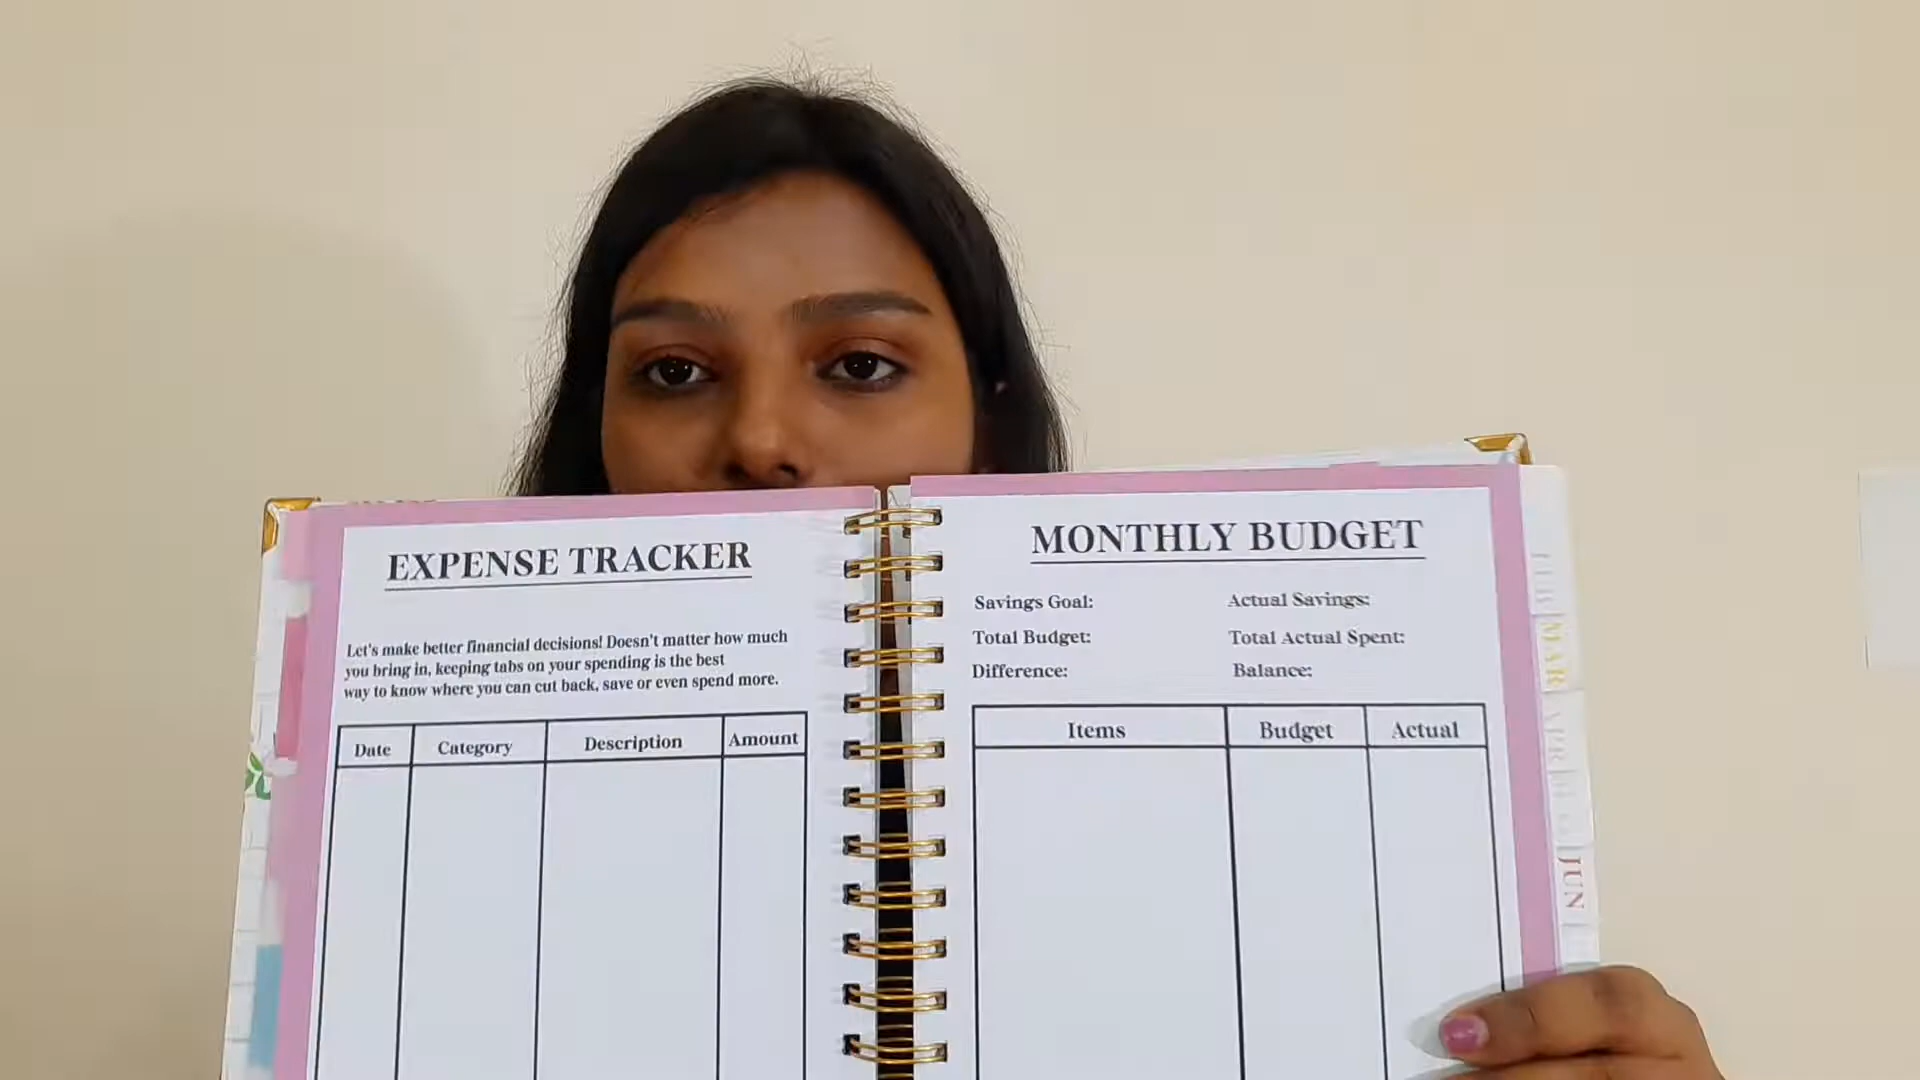 EXPENSE TRACKER
Let's make better financial decisions! Doesn't matter how much
you bring in, keeping tabs on your spending is the best
way to know where you can cut back, save or even spend more.
Date Category Description Amount
MONTHLY BUDGET
Savings Goal: Actual Savings:
Total Budget: Total Actual Spent:
Difference: Balance:
Items Budget Actual
MAR
APR
JUN